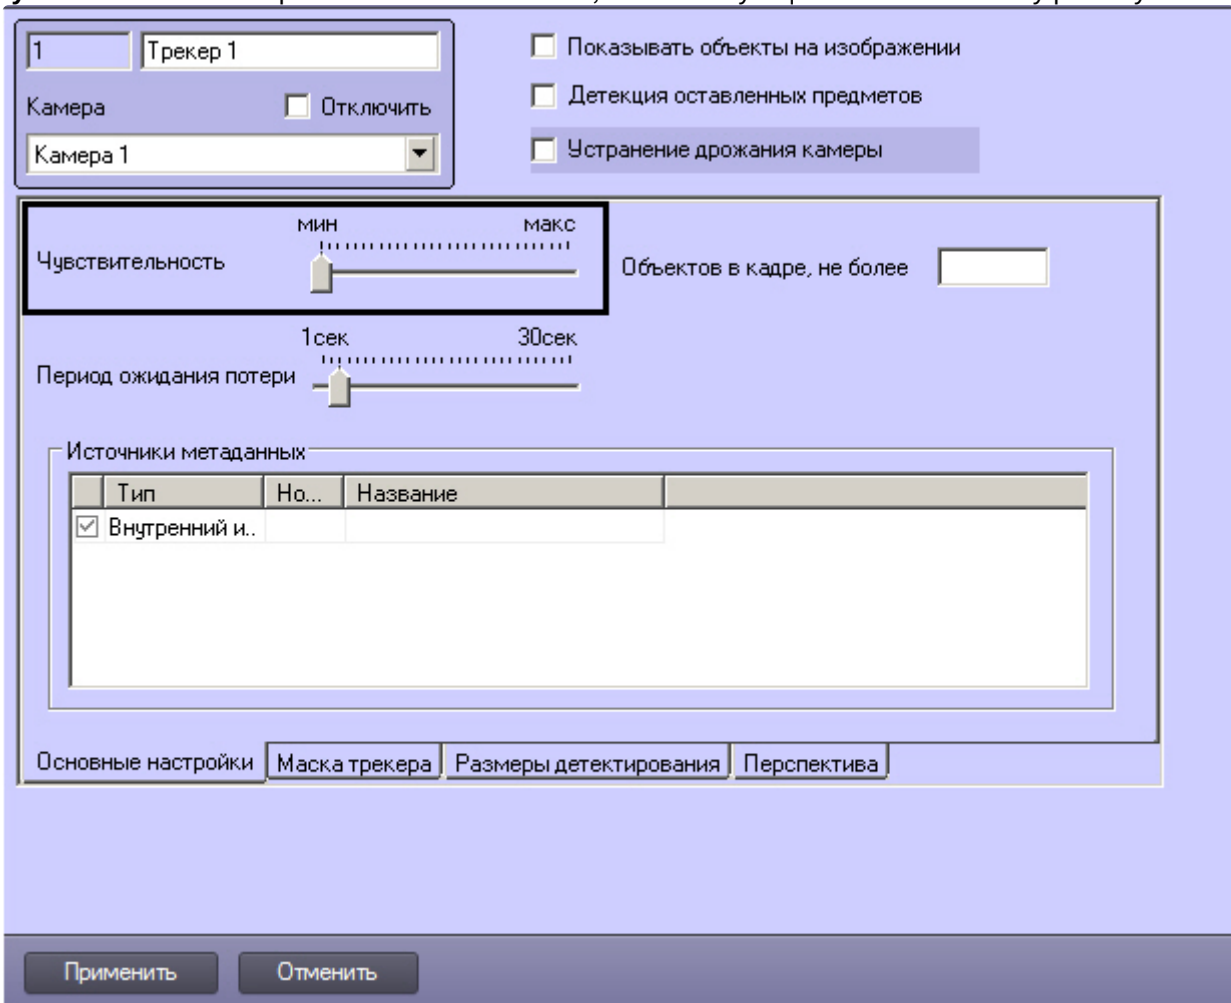 1
Трекер 1
Камера
Отключить
Камера 1
Показывать объекты на изображении
Детекция оставленных предметов
Устранение дрожания камеры
мин
макс
Чувствительность
Объектов в кадре, не более
1сек
30сек
Период ожидания потери
Источники метаданных
Тип
Но...
Название
Внутренний и..
Основные настройки
Маска трекера
Размеры детектирования
Перспектива
Применить
Отменить